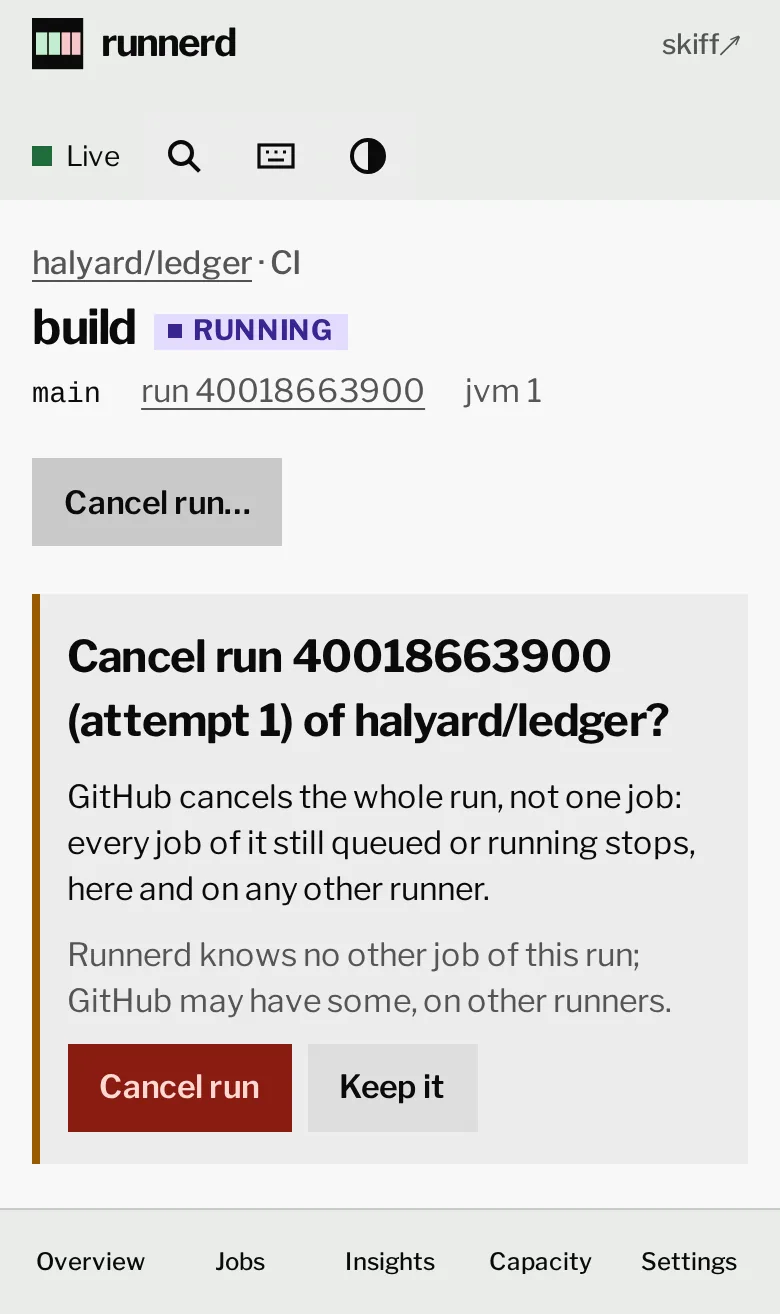 runnerd
skiff↗
Live
halyard/ledger · CI
build RUNNING
main run 40018663900 jvm 1
Cancel run…
Cancel run 40018663900
(attempt 1) of halyard/ledger?
GitHub cancels the whole run, not one job:
every job of it still queued or running stops,
here and on any other runner.
Runnerd knows no other job of this run;
GitHub may have some, on other runners.
Cancel run Keep it
Overview Jobs Insights Capacity Settings